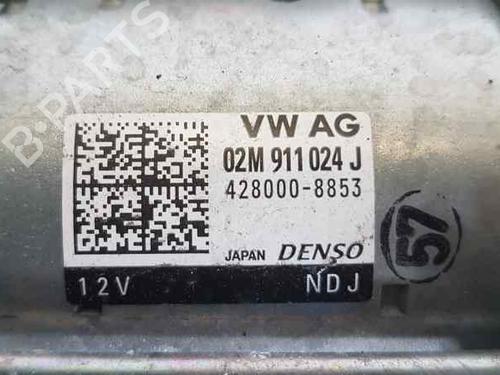 VW AG
02M 911 024 J
428000-8853
JAPAN DENSO
12V NDJ
57
B-PARTS